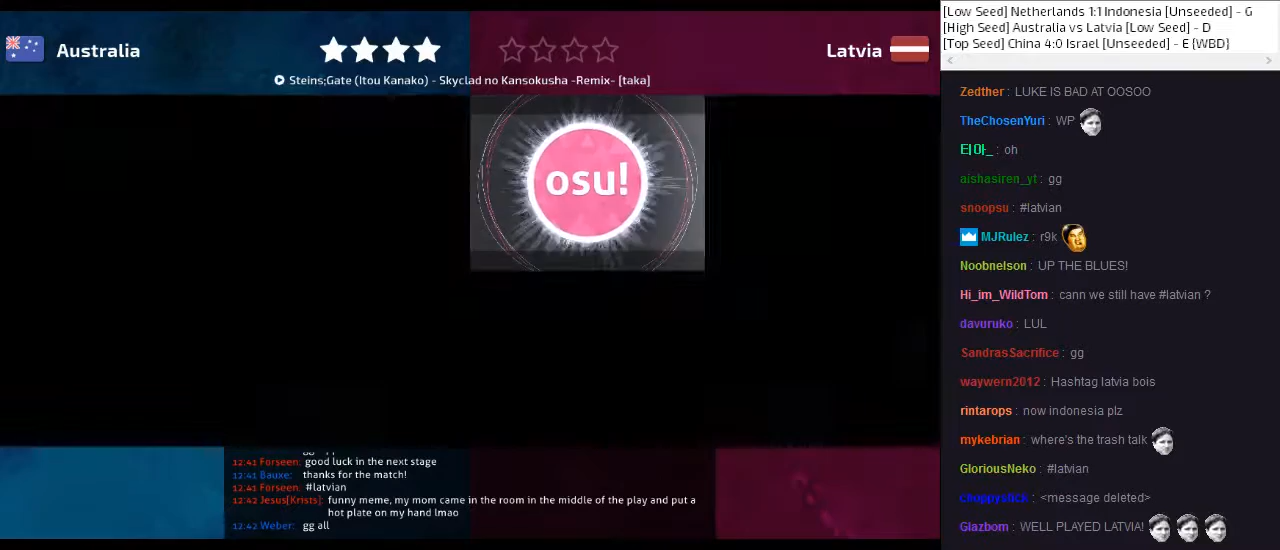 Australia
Latvia
Steins;Gate (Itou Kanako) - Skyclad no Kansokusha -Remix- [taka]
osu!
12:41 Forseen: good luck in the next stage
12:41 Bauxe: thanks for the match!
12:41 Forseen: #latvian
12:42 Jesus[Krists]: funny meme, my mom came in the room in the middle of the play and put a
hot plate on my hand lmao
12:42 Weber: gg all
[Low Seed] Netherlands 1:1 Indonesia [Unseeded] - G
[High Seed] Australia vs Latvia [Low Seed] - D
[Top Seed] China 4:0 Israel [Unseeded] - E {WBD}
Zedther : LUKE IS BAD AT OOSOO
TheChosenYuri : WP
티아_ : oh
aishasiren_yt : gg
snoopsu : #latvian
MJRulez : r9k
Noobnelson : UP THE BLUES!
Hi_im_WildTom : cann we still have #latvian ?
davuruko : LUL
SandrasSacrifice : gg
waywern2012 : Hashtag latvia bois
rintarops : now indonesia plz
mykebrian : where's the trash talk
GloriousNeko : #latvian
choppystick : <message deleted>
Glazbom : WELL PLAYED LATVIA!